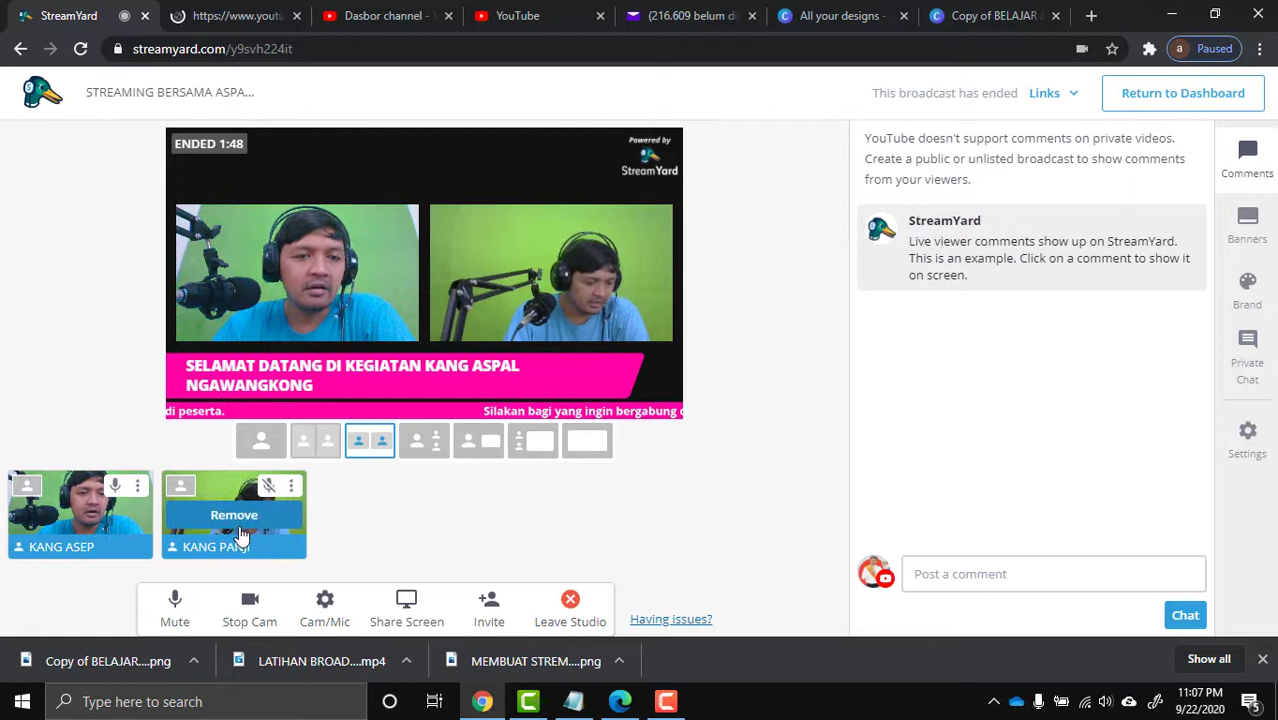 StreamYard
https://www.yout
Dasbor channel -
YouTube
(216.609 belum di
All your designs -
Copy of BELAJAR
streamyard.com/y9svh224it
a
Paused
STREAMING BERSAMA ASPA...
This broadcast has ended
Links
Return to Dashboard
ENDED 1:48
Powered by
StreamYard
SELAMAT DATANG DI KEGIATAN KANG ASPAL
NGAWANGKONG
di peserta.
Silakan bagi yang ingin bergabung
Remove
KANG ASEP
KANG PANJI
Mute
Stop Cam
Cam/Mic
Share Screen
Invite
Leave Studio
Having issues?
YouTube doesn't support comments on private videos.
Create a public or unlisted broadcast to show comments
from your viewers.
StreamYard
Live viewer comments show up on StreamYard.
This is an example. Click on a comment to show it
on screen.
Post a comment
Chat
Comments
Banners
Brand
Private
Chat
Settings
Copy of BELAJAR....png
LATIHAN BROAD....mp4
MEMBUAT STREM....png
Show all
Type here to search
11:07 PM
9/22/2020
5